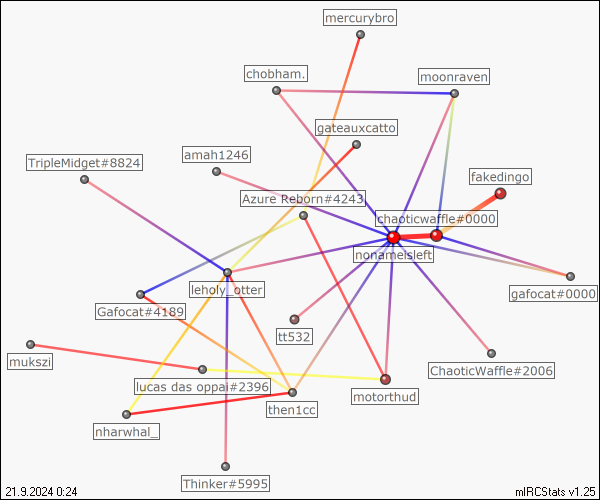 mercurybro
chobham.
moonraven
gateauxcatto
amah1246
TripleMidget#8824
fakedingo
Azure Reborn#4243
chaoticwaffle#0000
nonameisleft
leholy_otter
gafocat#0000
Gafocat#4189
tt532
mukszi
ChaoticWaffle#2006
lucas das oppai#2396
motorthud
then1cc
nharwhal_
Thinker#5995
21.9.2024 0:24
mIRCStats v1.25